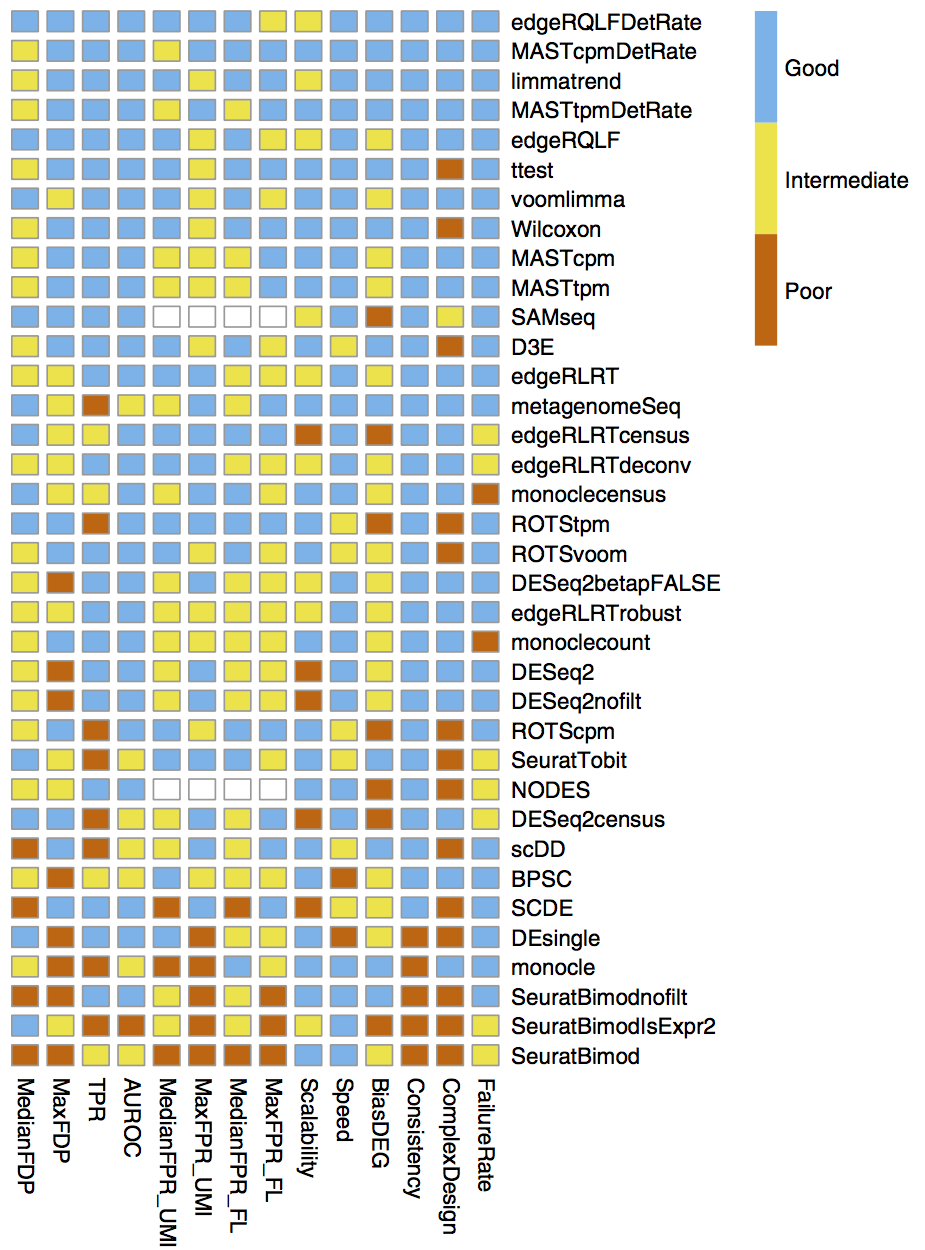 edgeRQLFDetRate
MASTcpmDetRate
limmatrend
MASTtpmDetRate
edgeRQLF
ttest
voomlimma
Wilcoxon
MASTcpm
MASTtpm
SAMseq
D3E
edgeRLRT
metagenomeSeq
edgeRLRTcensus
edgeRLRTdeconv
monoclecensus
ROTStpm
ROTSvoom
DESeq2betapFALSE
edgeRLRTrobust
monoclecount
DESeq2
DESeq2nofilt
ROTScpm
SeuratTobit
NODES
DESeq2census
scDD
BPSC
SCDE
DEsingle
monocle
SeuratBimodnofilt
SeuratBimodIsExpr2
SeuratBimod
Good
Intermediate
Poor
MedianFDP
MaxFDP
TPR
AUROC
MedianFPR_UMI
MaxFPR_UMI
MedianFPR_FL
MaxFPR_FL
Scalability
Speed
BiasDEG
Consistency
ComplexDesign
FailureRate